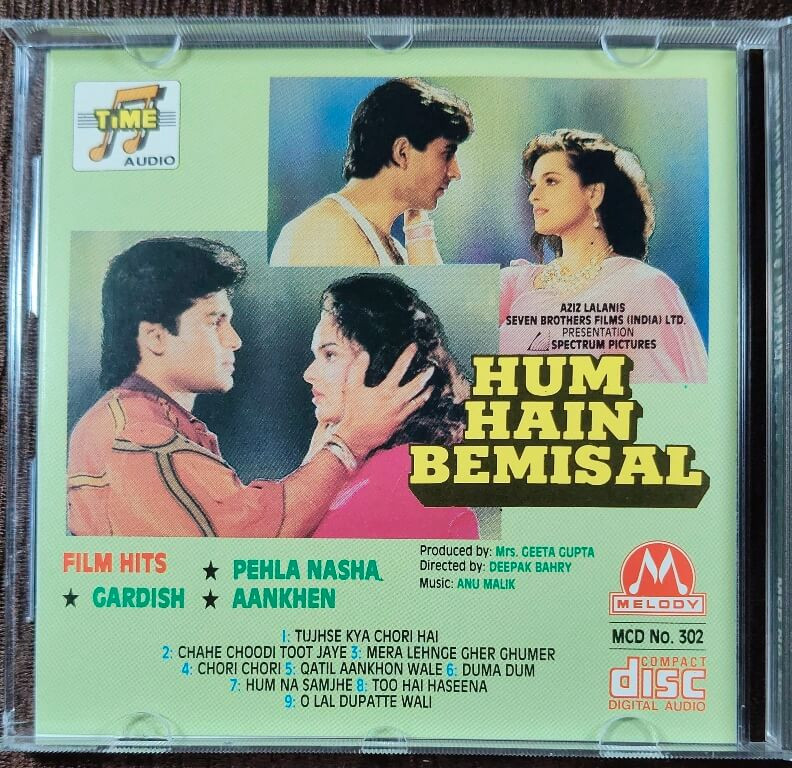 TIME
AUDIO
AZIZ LALANIS
SEVEN BROTHERS FILMS (INDIA) LTD.
PRESENTATION
SPECTRUM PICTURES
HUM
HAIN
BEMISAL
FILM HITS
★ GARDISH
★ PEHLA NASHA
★ AANKHEN
Produced by: Mrs. GEETA GUPTA
Directed by: DEEPAK BAHRY
Music: ANU MALIK
MELODY
MCD No. 302
COMPACT
disc
DIGITAL AUDIO
1: TUJHSE KYA CHORI HAI
2: CHAHE CHOODI TOOT JAYE 3: MERA LEHNGE GHER GHUMER
4: CHORI CHORI 5: QATIL AANKHON WALE 6: DUMA DUM
7: HUM NA SAMJHE 8: TOO HAI HASEENA
9: O LAL DUPATTE WALI